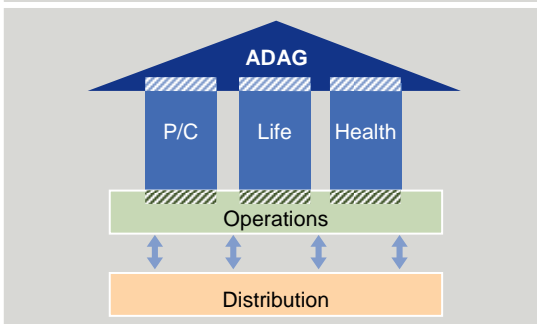 ADAG
P/C
Life
Health
Operations
Distribution